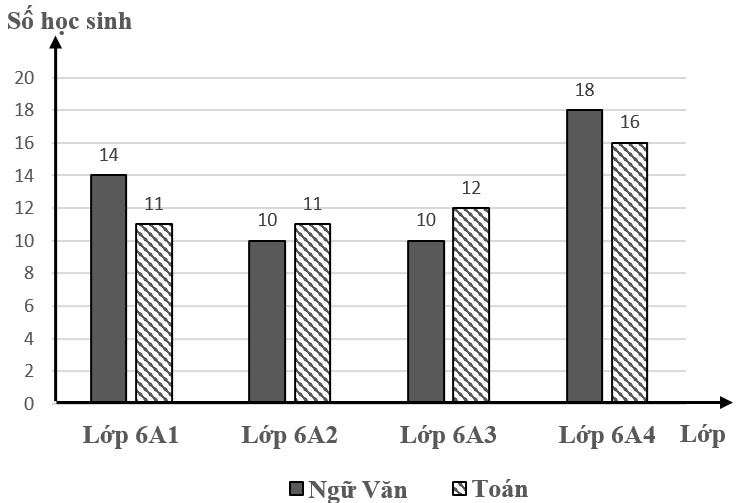 Số học sinh
20
18
16
14
12
10
8
6
4
2
0
14
11
10
11
10
12
18
16
Lớp 6A1
Lớp 6A2
Lớp 6A3
Lớp 6A4
Lớp
Ngữ Văn
Toán